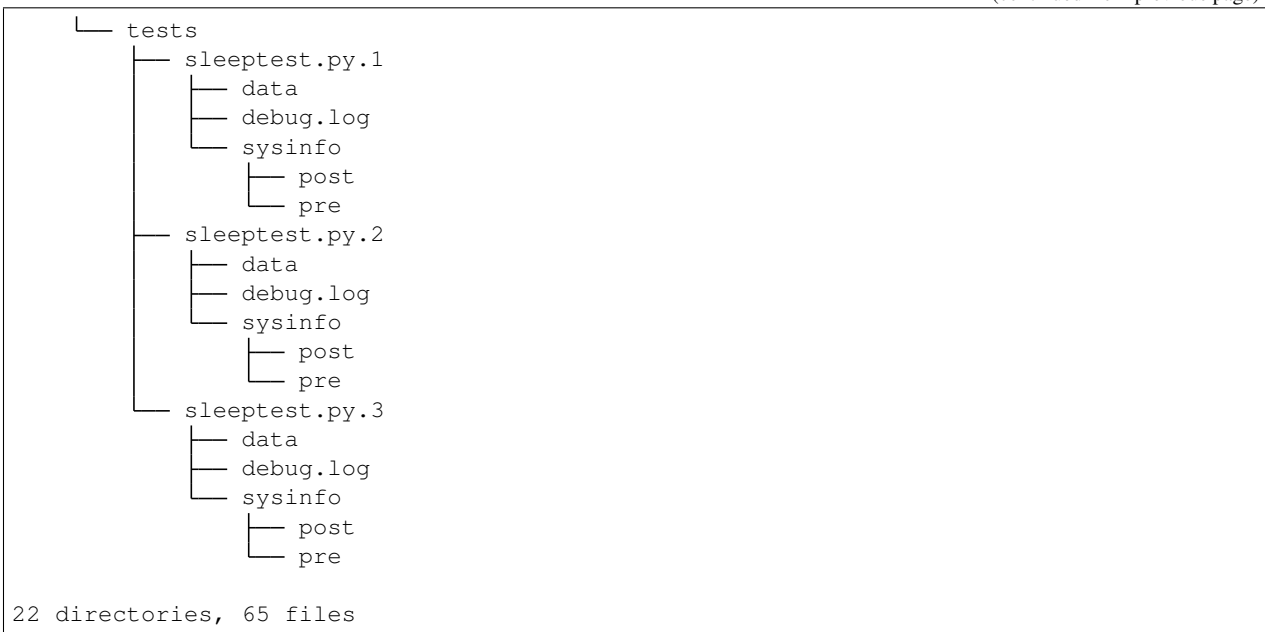 └── tests
    ├── sleeptest.py.1
    │   ├── data
    │   ├── debug.log
    │   └── sysinfo
    │       ├── post
    │       └── pre
    ├── sleeptest.py.2
    │   ├── data
    │   ├── debug.log
    │   └── sysinfo
    │       ├── post
    │       └── pre
    └── sleeptest.py.3
        ├── data
        ├── debug.log
        └── sysinfo
            ├── post
            └── pre
22 directories, 65 files